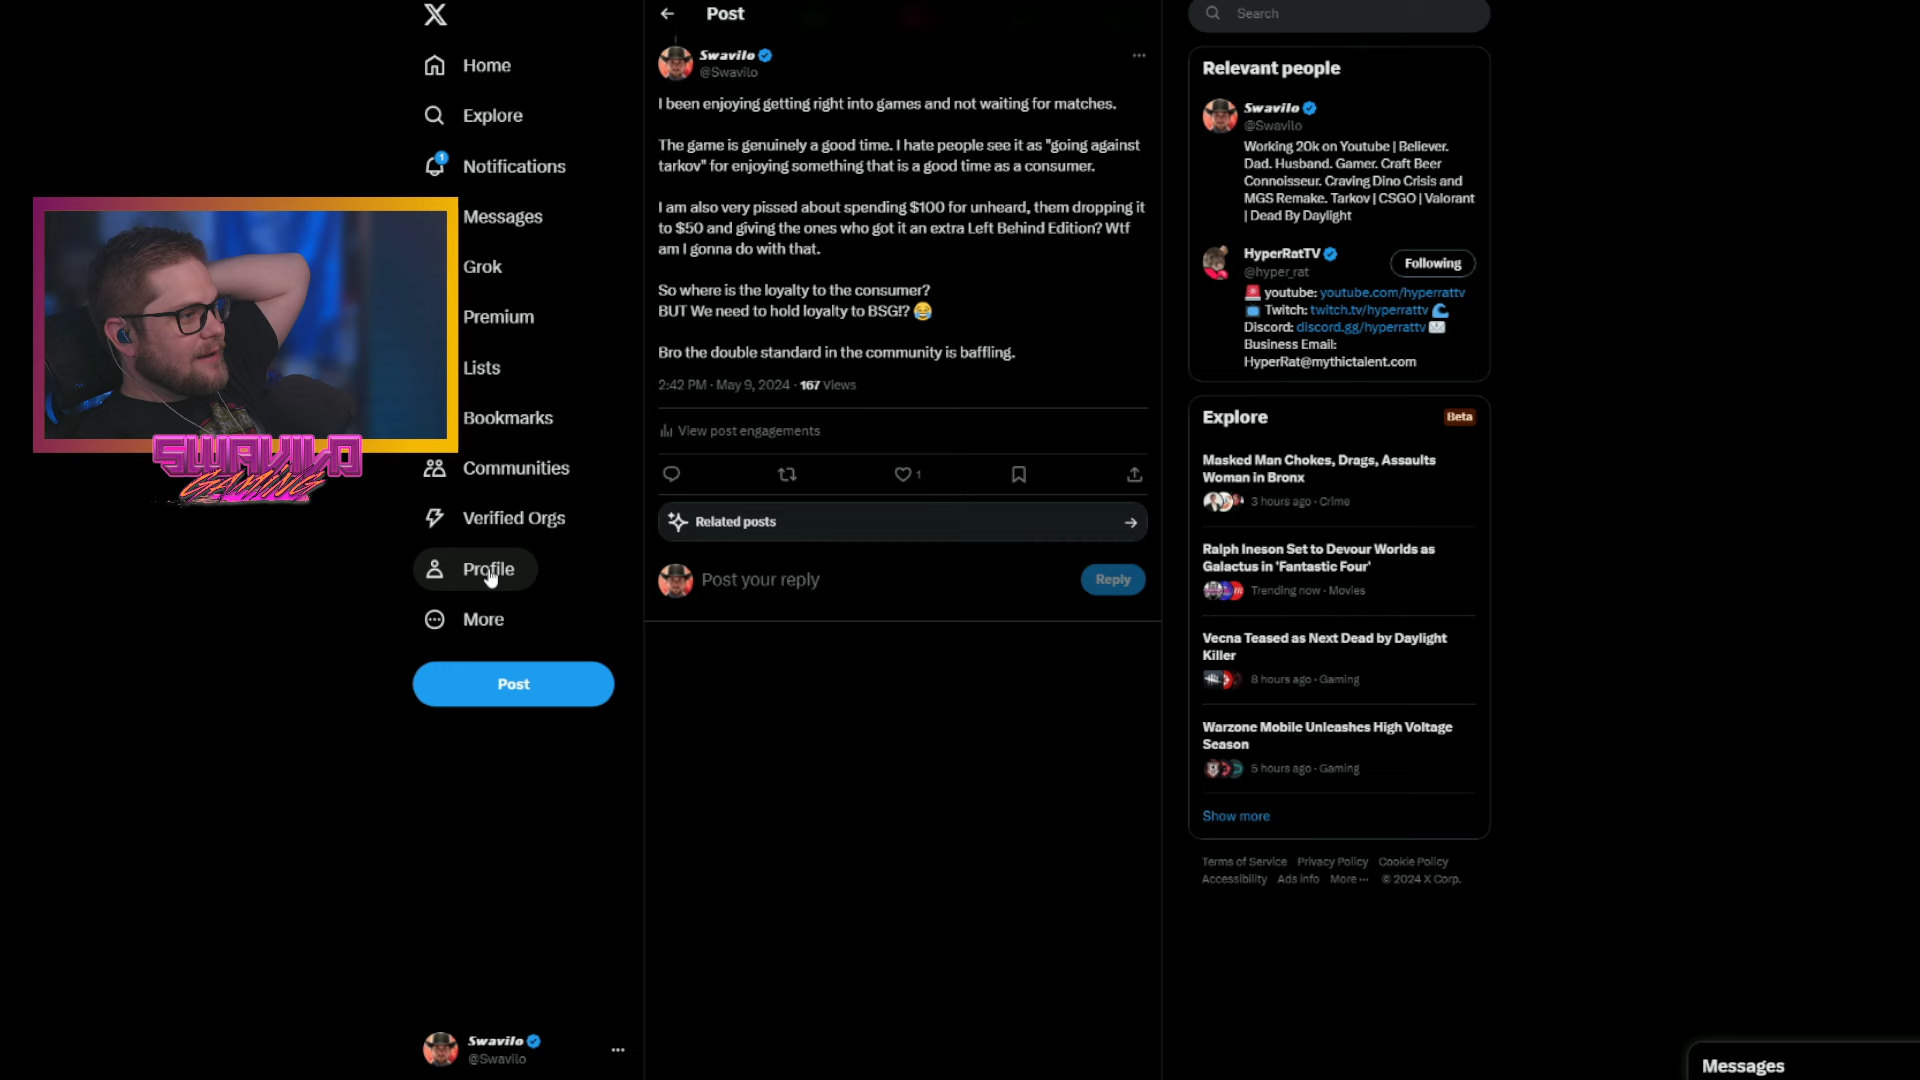 Home
Explore
1
Notifications
Messages
Grok
Premium
Lists
Bookmarks
Communities
Verified Orgs
Profile
More
Post
Swavilo
@Swavilo
SWAVILO
GAMING
Post
Swavilo
@Swavilo
I been enjoying getting right into games and not waiting for matches.
The game is genuinely a good time. I hate people see it as "going against
tarkov" for enjoying something that is a good time as a consumer.
I am also very pissed about spending $100 for unheard, them dropping it
to $50 and giving the ones who got it an extra Left Behind Edition? Wtf
am I gonna do with that.
So where is the loyalty to the consumer?
BUT We need to hold loyalty to BSG!? 😂
Bro the double standard in the community is baffling.
2:42 PM · May 9, 2024 · 167 Views
View post engagements
1
Related posts
Post your reply
Reply
Search
Relevant people
Swavilo
@Swavilo
Working 20k on Youtube | Believer.
Dad. Husband. Gamer. Craft Beer
Connoisseur. Craving Dino Crisis and
MGS Remake. Tarkov | CSGO | Valorant
| Dead By Daylight
HyperRatTV
@hyper_rat
Following
🚨 youtube: youtube.com/hyperrattv
📺 Twitch: twitch.tv/hyperrattv 🌊
Discord: discord.gg/hyperrattv 📨
Business Email:
HyperRat@mythictalent.com
Explore
Beta
Masked Man Chokes, Drags, Assaults
Woman in Bronx
3 hours ago · Crime
Ralph Ineson Set to Devour Worlds as
Galactus in 'Fantastic Four'
Trending now · Movies
Vecna Teased as Next Dead by Daylight
Killer
8 hours ago · Gaming
Warzone Mobile Unleashes High Voltage
Season
5 hours ago · Gaming
Show more
Terms of Service Privacy Policy Cookie Policy
Accessibility Ads info More ··· © 2024 X Corp.
Messages